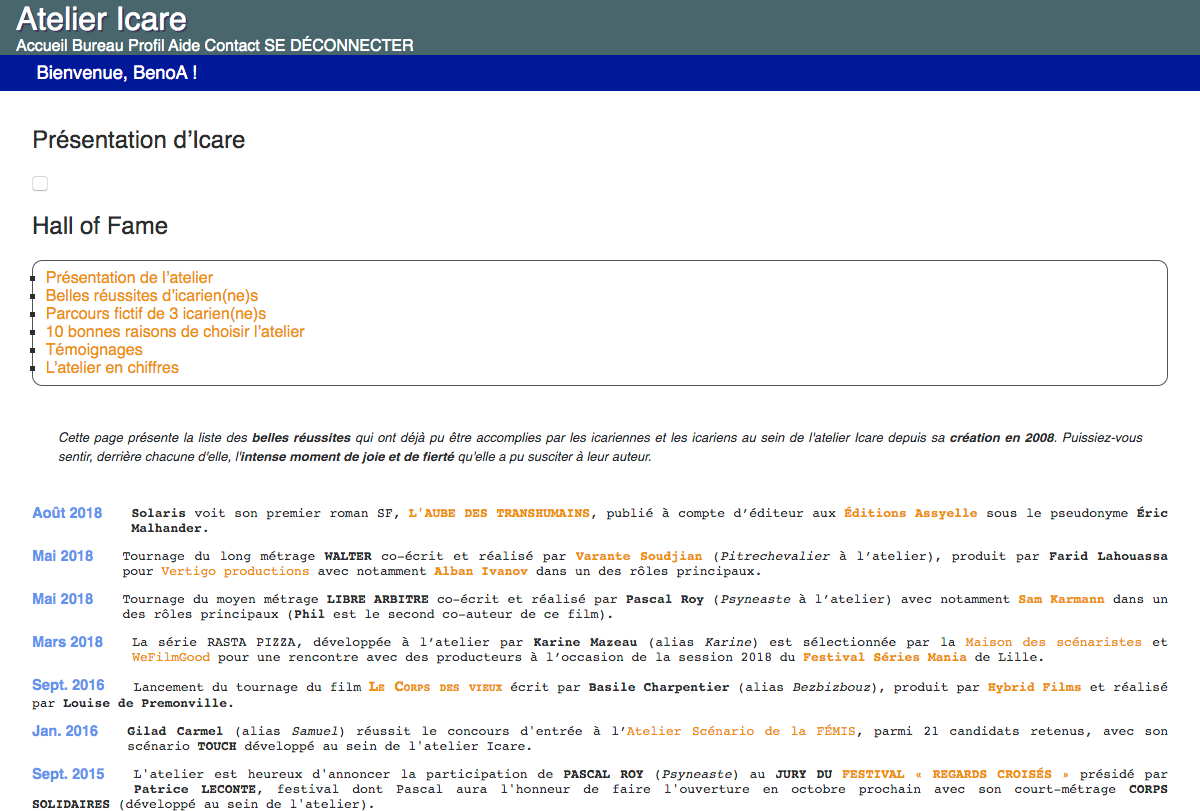 Atelier Icare
Accueil Bureau Profil Aide Contact SE DÉCONNECTER
Bienvenue, BenoA !
Présentation d’Icare
Hall of Fame
Présentation de l’atelier
Belles réussites d’icarien(ne)s
Parcours fictif de 3 icarien(ne)s
10 bonnes raisons de choisir l’atelier
Témoignages
L’atelier en chiffres
Cette page présente la liste des belles réussites qui ont déjà pu être accomplies par les icariennes et les icariens au sein de l'atelier Icare depuis sa création en 2008. Puissiez-vous
sentir, derrière chacune d'elle, l'intense moment de joie et de fierté qu'elle a pu susciter à leur auteur.
Août 2018 Solaris voit son premier roman SF, L'AUBE DES TRANSHUMAINS, publié à compte d’éditeur aux Éditions Assyelle sous le pseudonyme Éric
Malhander.
Mai 2018 Tournage du long métrage WALTER co-écrit et réalisé par Varante Soudjian (Pitrechevalier à l’atelier), produit par Farid Lahouassa
pour Vertigo productions avec notamment Alban Ivanov dans un des rôles principaux.
Mai 2018 Tournage du moyen métrage LIBRE ARBITRE co-écrit et réalisé par Pascal Roy (Psyneaste à l’atelier) avec notamment Sam Karmann dans un
des rôles principaux (Phil est le second co-auteur de ce film).
Mars 2018 La série RASTA PIZZA, développée à l’atelier par Karine Mazeau (alias Karine) est sélectionnée par la Maison des scénaristes et
WeFilmGood pour une rencontre avec des producteurs à l’occasion de la session 2018 du Festival Séries Mania de Lille.
Sept. 2016 Lancement du tournage du film Le Corps des vieux écrit par Basile Charpentier (alias Bezbizbouz), produit par Hybrid Films et réalisé
par Louise de Premonville.
Jan. 2016 Gilad Carmel (alias Samuel) réussit le concours d'entrée à l’Atelier Scénario de la FÉMIS, parmi 21 candidats retenus, avec son
scénario TOUCH développé au sein de l'atelier Icare.
Sept. 2015 L'atelier est heureux d'annoncer la participation de PASCAL ROY (Psyneaste) au JURY DU FESTIVAL « REGARDS CROISÉS » présidé par
Patrice LECONTE, festival dont Pascal aura l'honneur de faire l'ouverture en octobre prochain avec son court-métrage CORPS
SOLIDAIRES (développé au sein de l'atelier).